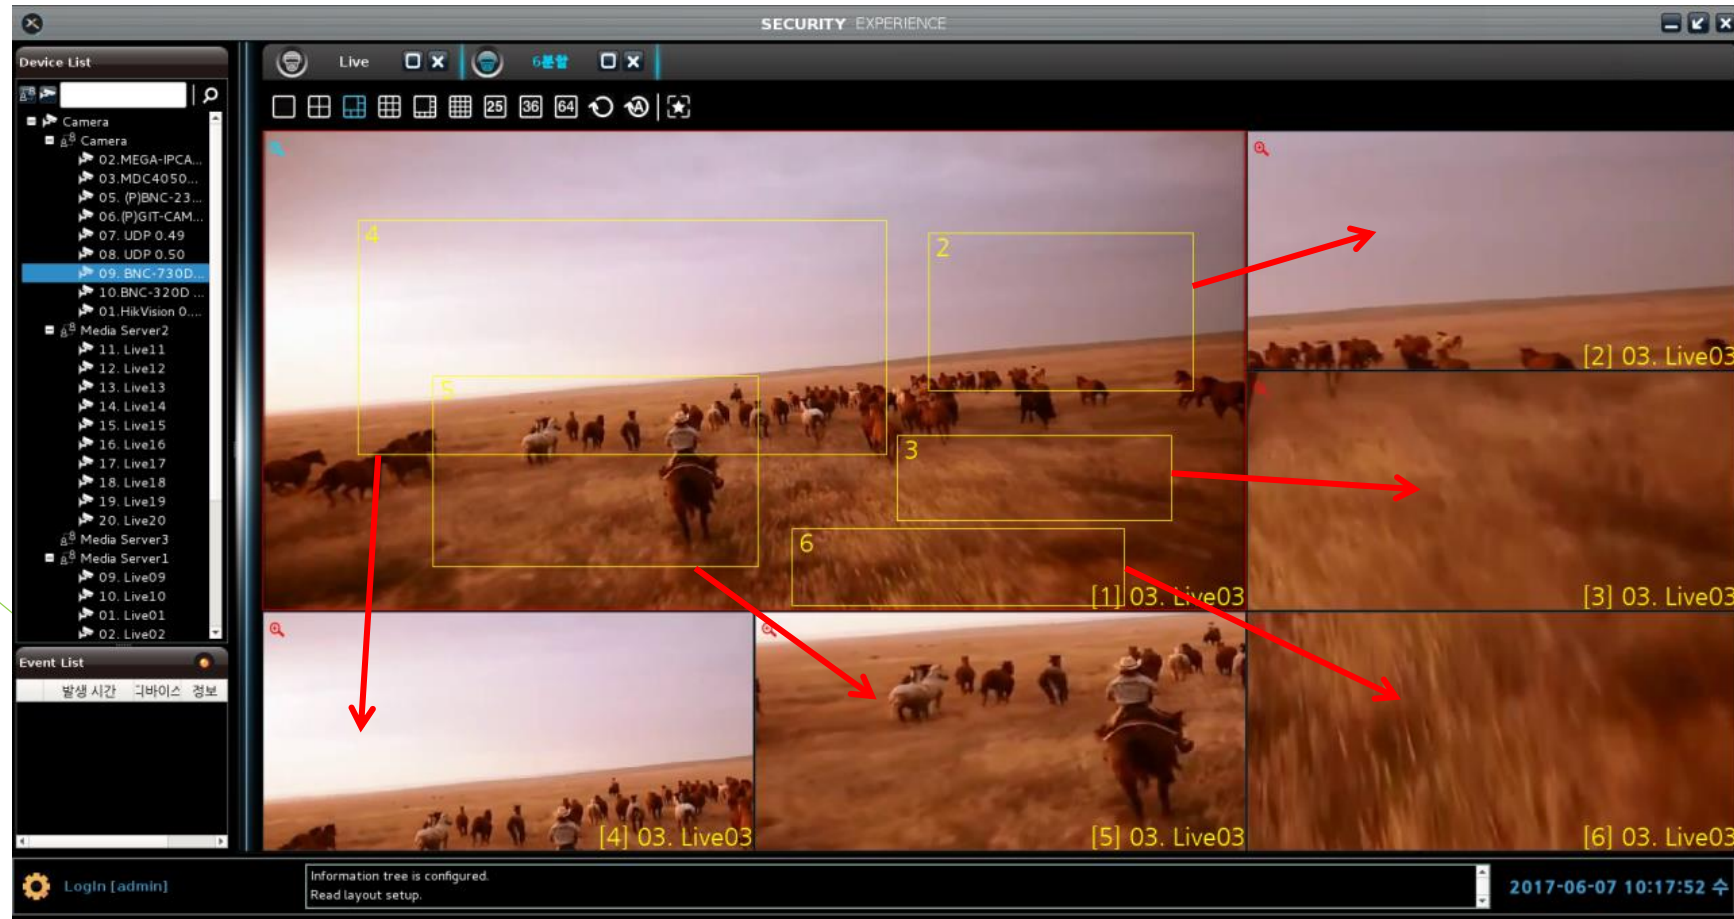 SECURITY EXPERIENCE
Device List
Live
6분할
25 36 64 A
Camera
Camera
02.MEGA-IPCA...
03.MDC4050...
05. (P)BNC-23...
06.(P)GIT-CAM...
07. UDP 0.49
08. UDP 0.50
09. BNC-730D...
10.BNC-320D ...
01.HikVision 0....
Media Server2
11. Live11
12. Live12
13. Live13
14. Live14
15. Live15
16. Live16
17. Live17
18. Live18
19. Live19
20. Live20
Media Server3
Media Server1
09. Live09
10. Live10
01. Live01
02. Live02
4
2
5
3
6
[1] 03. Live03
[2] 03. Live03
[3] 03. Live03
[4] 03. Live03
[5] 03. Live03
[6] 03. Live03
Event List
발생 시간 디바이스 정보
LogIn [admin]
Information tree is configured.
Read layout setup.
2017-06-07 10:17:52 수